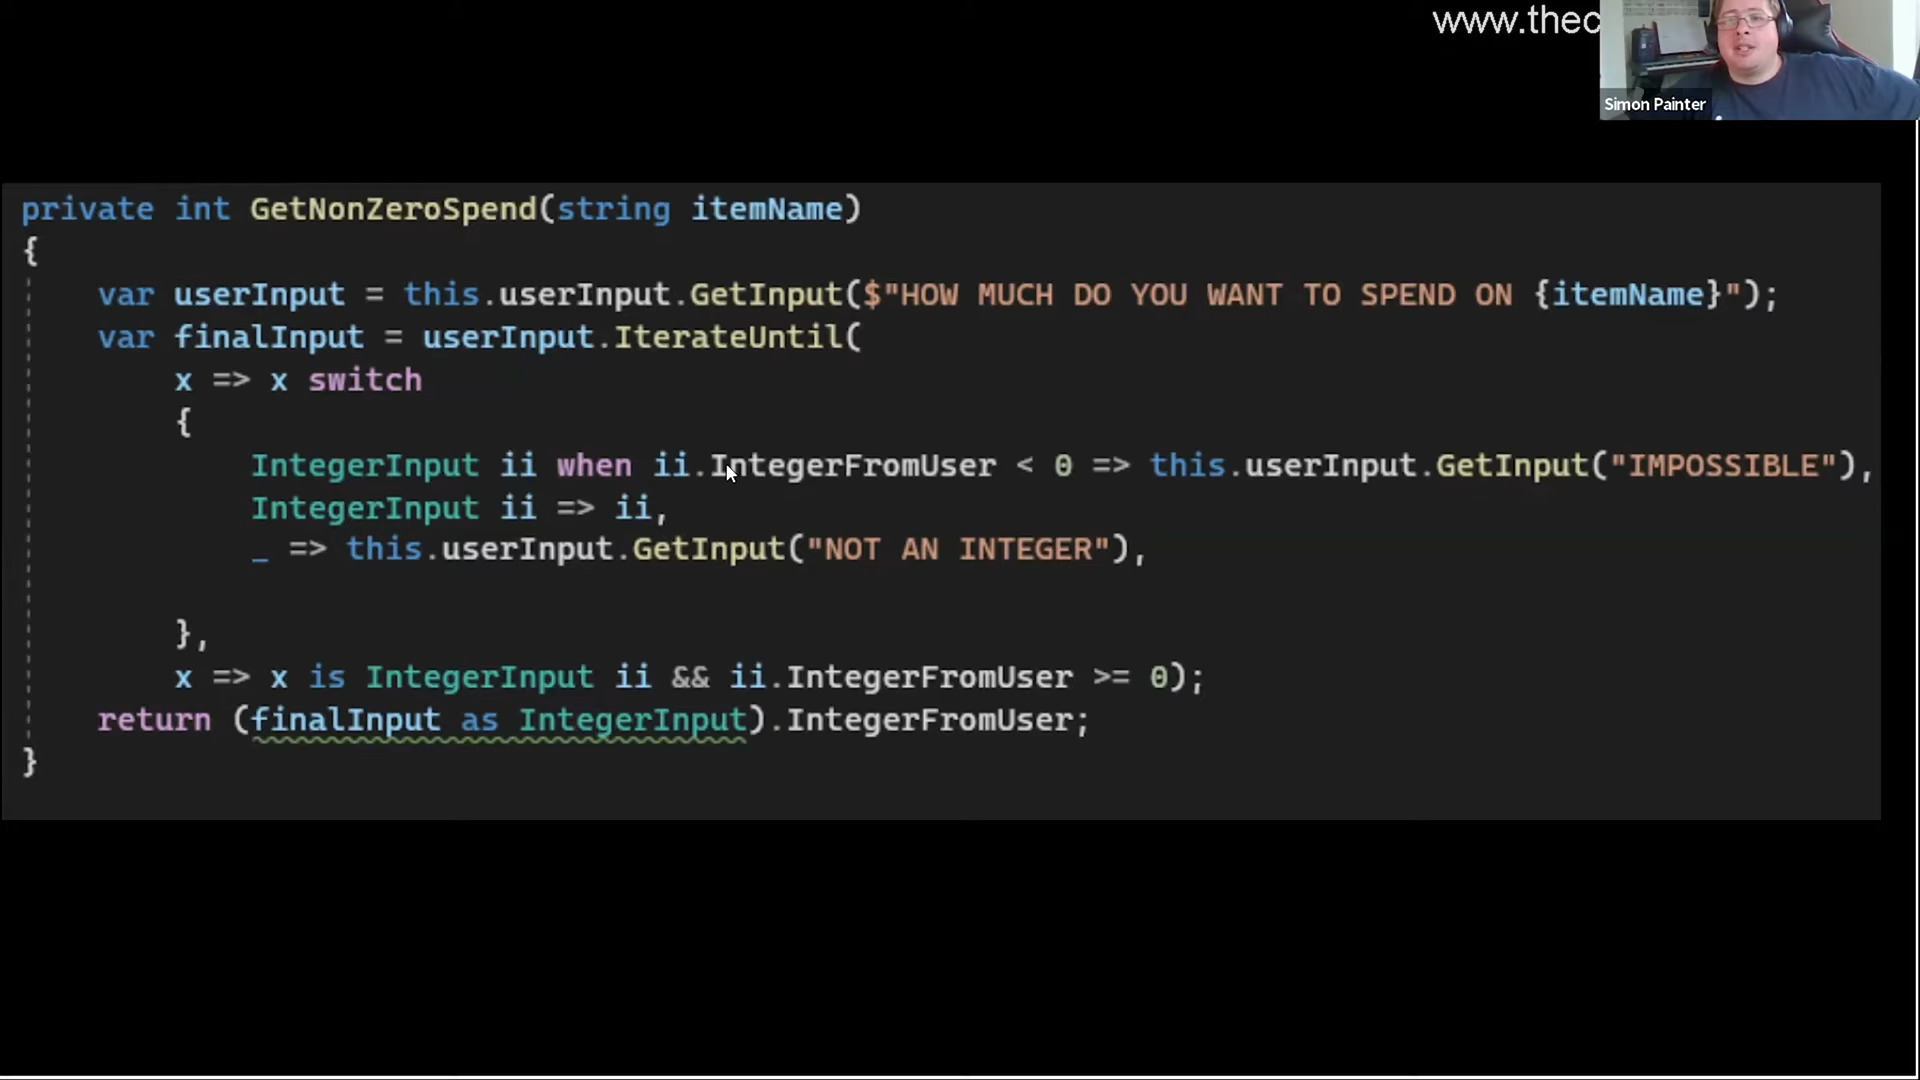 www.thec
Simon Painter
private int GetNonZeroSpend(string itemName)
{
var userInput = this.userInput.GetInput($"HOW MUCH DO YOU WANT TO SPEND ON {itemName}");
var finalInput = userInput.IterateUntil(
x => x switch
{
IntegerInput ii when ii.IntegerFromUser < 0 => this.userInput.GetInput("IMPOSSIBLE"),
IntegerInput ii => ii,
_ => this.userInput.GetInput("NOT AN INTEGER"),
},
x => x is IntegerInput ii && ii.IntegerFromUser >= 0);
return (finalInput as IntegerInput).IntegerFromUser;
}